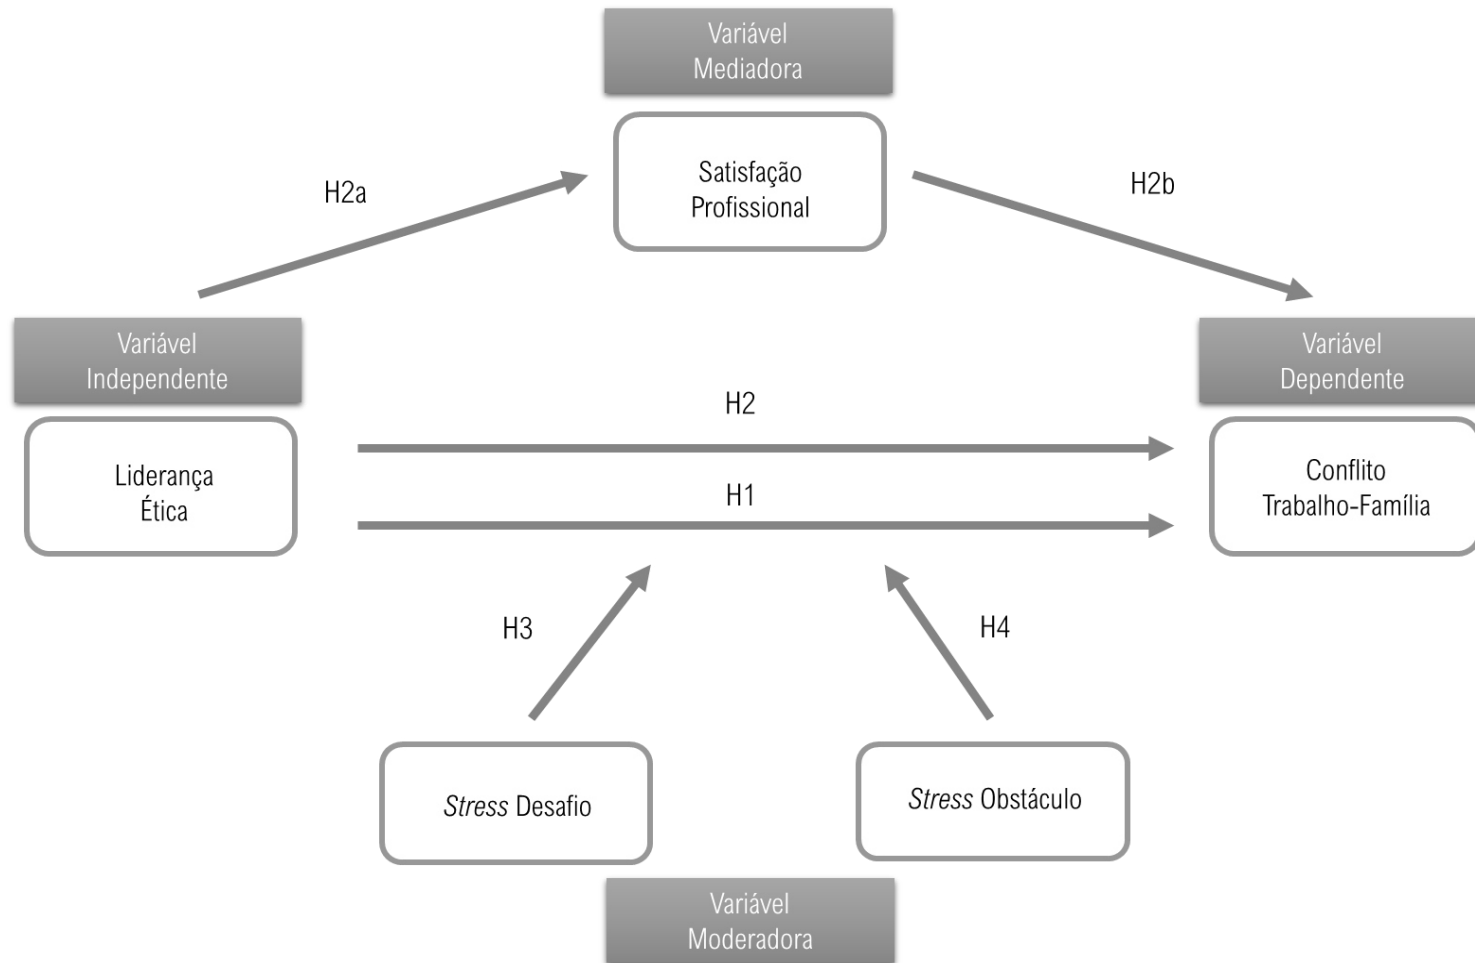 Variável
Mediadora
Satisfação
Profissional
H2a
H2b
Variável
Independente
Variável
Dependente
H2
Liderança
Ética
H1
Conflito
Trabalho-Família
H3
H4
Stress Desafio
Stress Obstáculo
Variável
Moderadora